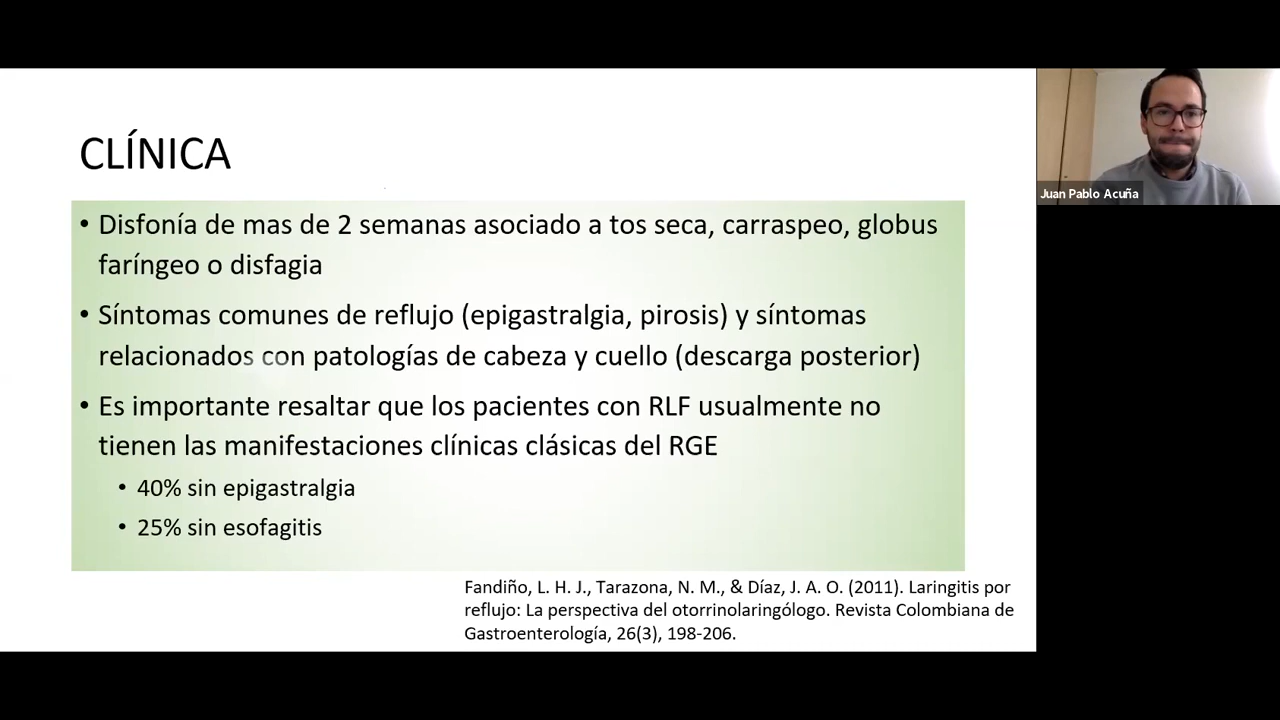 CLÍNICA
• Disfonía de mas de 2 semanas asociado a tos seca, carraspeo, globus
faríngeo o disfagia
• Síntomas comunes de reflujo (epigastralgia, pirosis) y síntomas
relacionados con patologías de cabeza y cuello (descarga posterior)
• Es importante resaltar que los pacientes con RLF usualmente no
tienen las manifestaciones clínicas clásicas del RGE
• 40% sin epigastralgia
• 25% sin esofagitis
Fandiño, L. H. J., Tarazona, N. M., & Díaz, J. A. O. (2011). Laringitis por
reflujo: La perspectiva del otorrinolaringólogo. Revista Colombiana de
Gastroenterología, 26(3), 198-206.
Juan Pablo Acuña